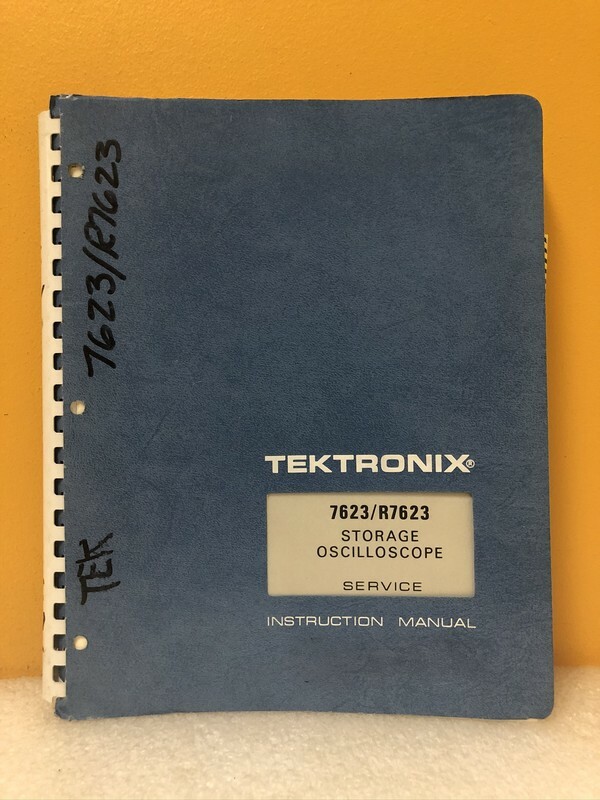 TEK 7623/R7623
TEKTRONIX®
7623/R7623
STORAGE
OSCILLOSCOPE
SERVICE
INSTRUCTION MANUAL